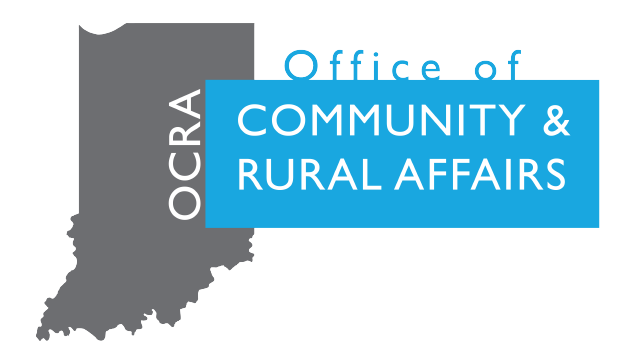 OCRA
Office of
COMMUNITY &
RURAL AFFAIRS